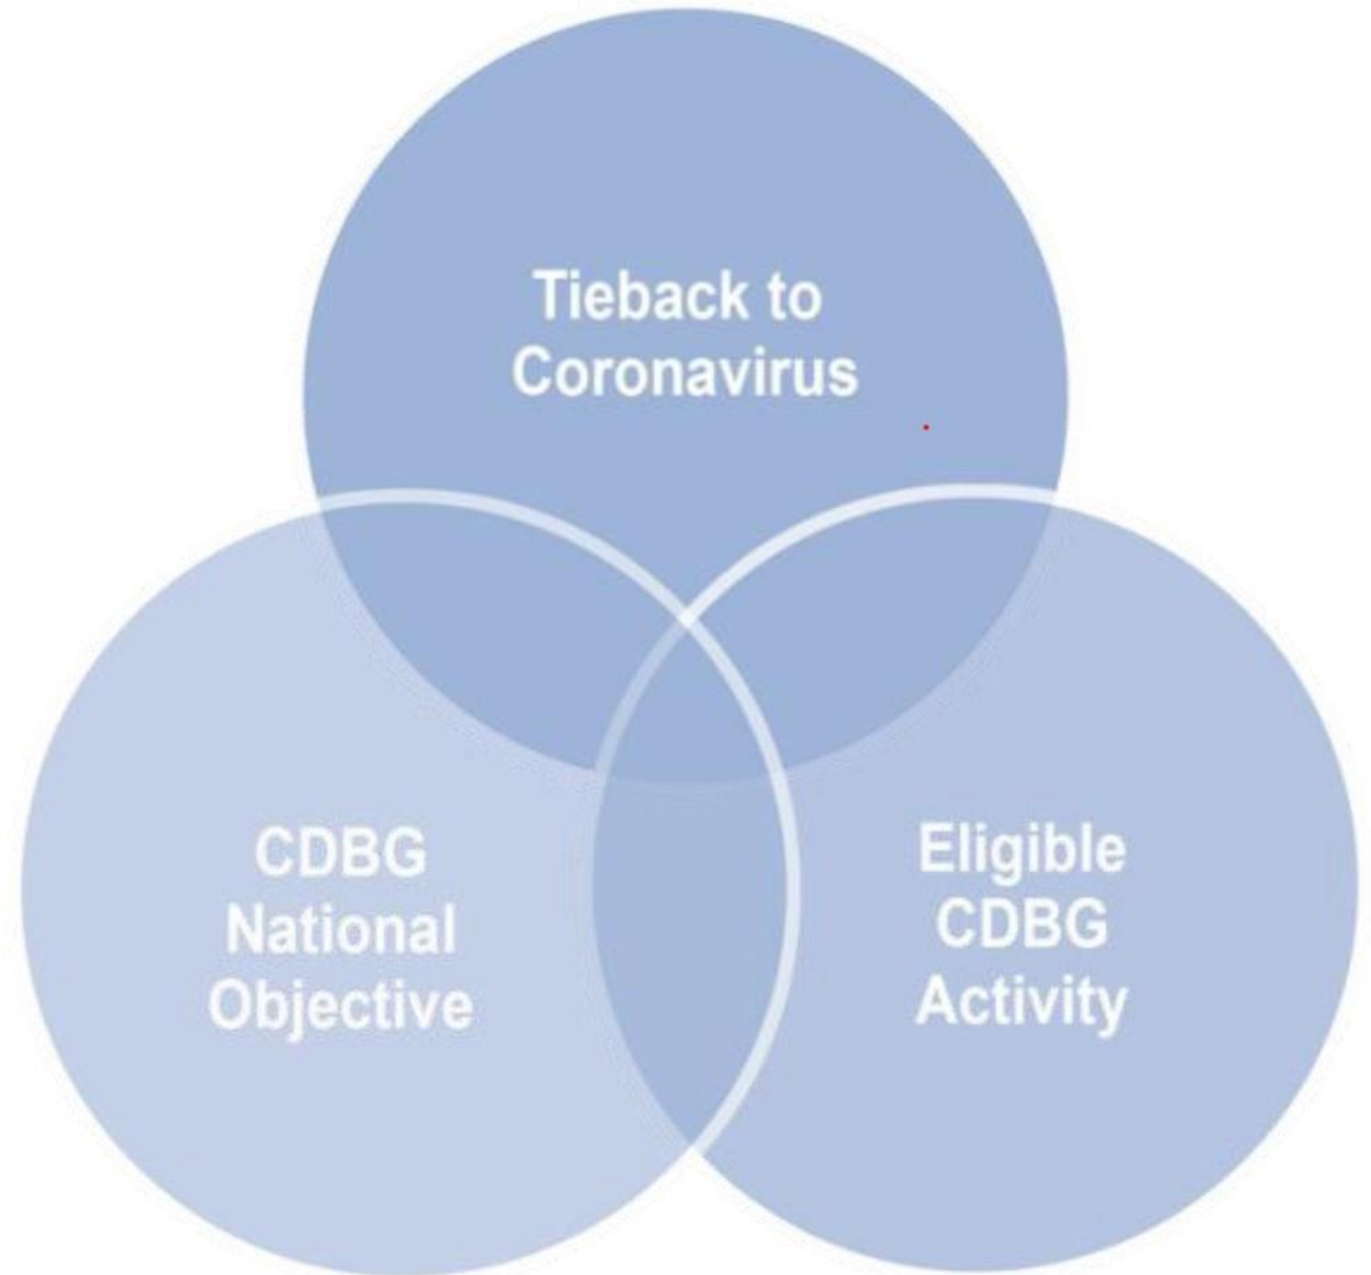 Tieback to
Coronavirus
CDBG
National
Objective
Eligible
CDBG
Activity